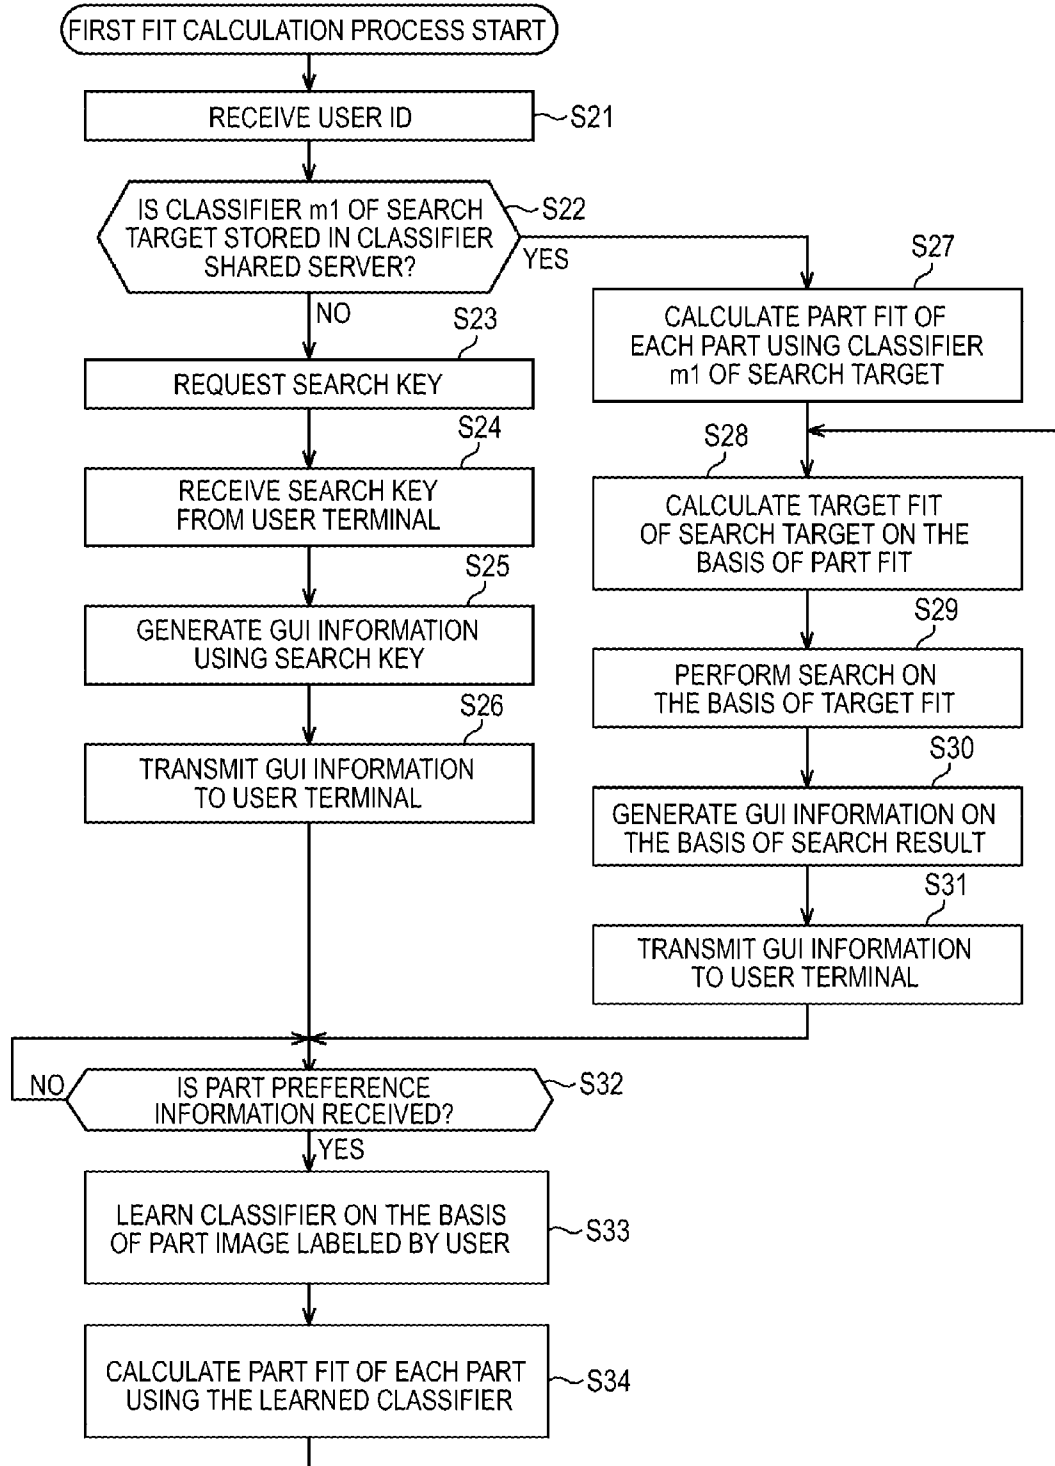 FIRST FIT CALCULATION PROCESS START
RECEIVE USER ID
S21
IS CLASSIFIER m1 OF SEARCH
TARGET STORED IN CLASSIFIER
SHARED SERVER?
S22
YES
NO
S23
REQUEST SEARCH KEY
S24
RECEIVE SEARCH KEY
FROM USER TERMINAL
S25
GENERATE GUI INFORMATION
USING SEARCH KEY
S26
TRANSMIT GUI INFORMATION
TO USER TERMINAL
S27
CALCULATE PART FIT OF
EACH PART USING CLASSIFIER
m1 OF SEARCH TARGET
S28
CALCULATE TARGET FIT
OF SEARCH TARGET ON THE
BASIS OF PART FIT
S29
PERFORM SEARCH ON
THE BASIS OF TARGET FIT
S30
GENERATE GUI INFORMATION ON
THE BASIS OF SEARCH RESULT
S31
TRANSMIT GUI INFORMATION
TO USER TERMINAL
NO
IS PART PREFERENCE
INFORMATION RECEIVED?
S32
YES
LEARN CLASSIFIER ON THE BASIS
OF PART IMAGE LABELED BY USER
S33
CALCULATE PART FIT OF EACH PART
USING THE LEARNED CLASSIFIER
S34